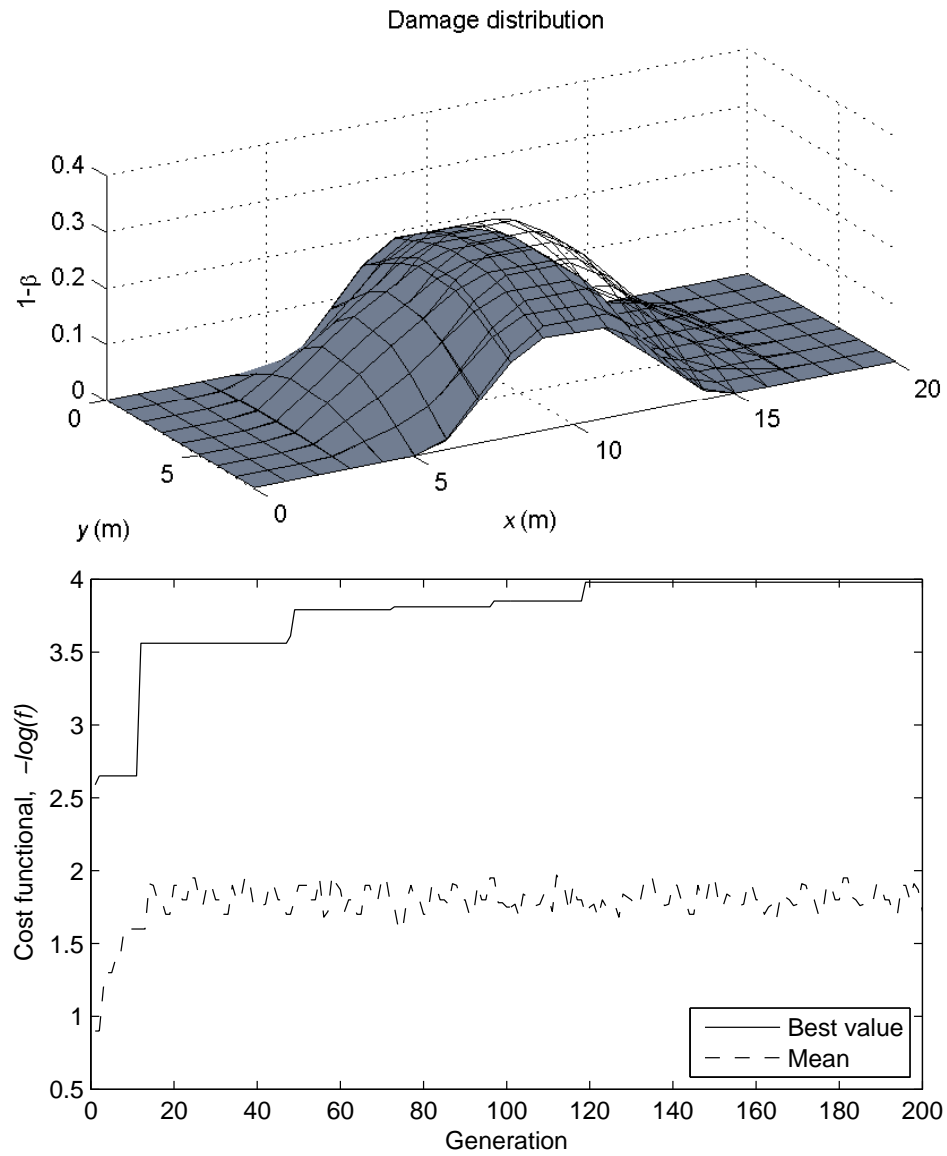 Damage distribution
0.4
0.3
0.2
0.1
0
1-β
0
5
y (m)
0
5
10
15
20
x (m)
4
3.5
3
2.5
2
1.5
1
0.5
Cost functional, −log(f)
Best value
Mean
0 20 40 60 80 100 120 140 160 180 200
Generation